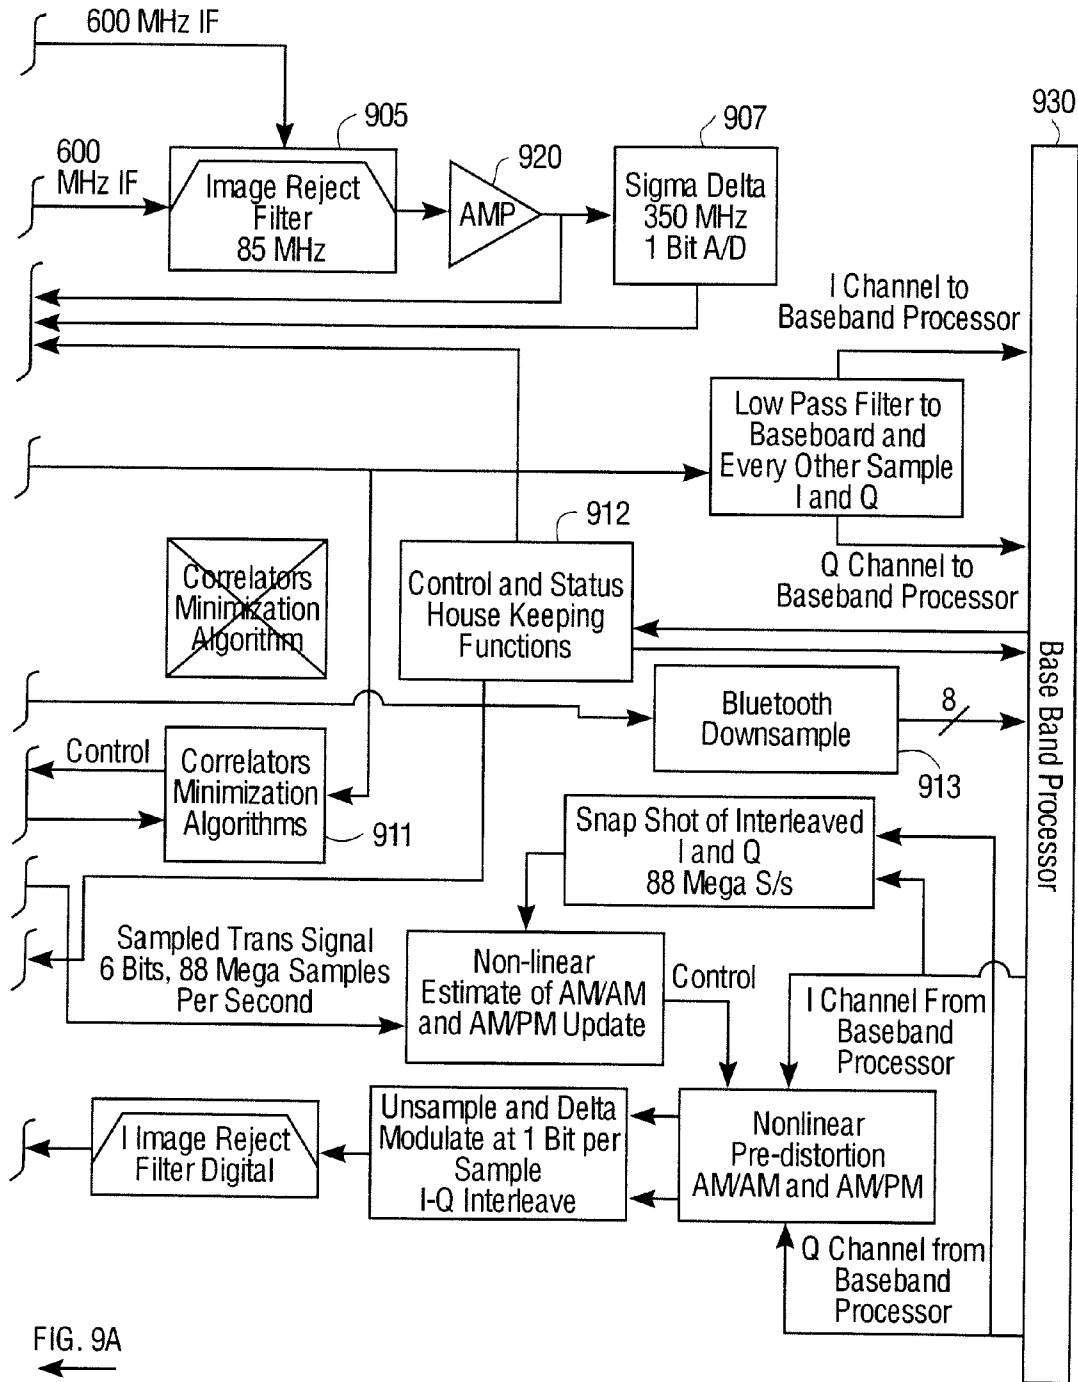 600 MHz IF
905
907
930
600
MHz IF
920
Image Reject
Filter
85 MHz
AMP
Sigma Delta
350 MHz
1 Bit A/D
I Channel to
Baseband Processor
Low Pass Filter to
Baseboard and
Every Other Sample
I and Q
912
Correlators
Minimization
Algorithm
Control and Status
House Keeping
Functions
Q Channel to
Baseband Processor
Base Band Processor
Bluetooth
Downsample
8
913
Control
Correlators
Minimization
Algorithms
911
Snap Shot of Interleaved
I and Q
88 Mega S/s
Sampled Trans Signal
6 Bits, 88 Mega Samples
Per Second
Non-linear
Estimate of AM/AM
and AM/PM Update
Control
I Channel From
Baseband
Processor
I Image Reject
Filter Digital
Unsample and Delta
Modulate at 1 Bit per
Sample
I-Q Interleave
Nonlinear
Pre-distortion
AM/AM and AM/PM
Q Channel from
Baseband
Processor
FIG. 9A